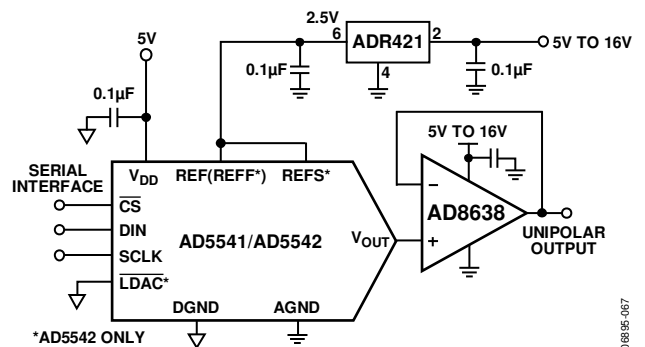 2.5V
5V
6
ADR421
2
5V TO 16V
4
0.1µF
0.1µF
0.1µF
5V TO 16V
SERIAL
INTERFACE
VDD
REF(REFF*)
REFS*
CS
DIN
SCLK
LDAC*
AD5541/AD5542
VOUT
−
+
AD8638
UNIPOLAR
OUTPUT
DGND
AGND
*AD5542 ONLY
06895-067